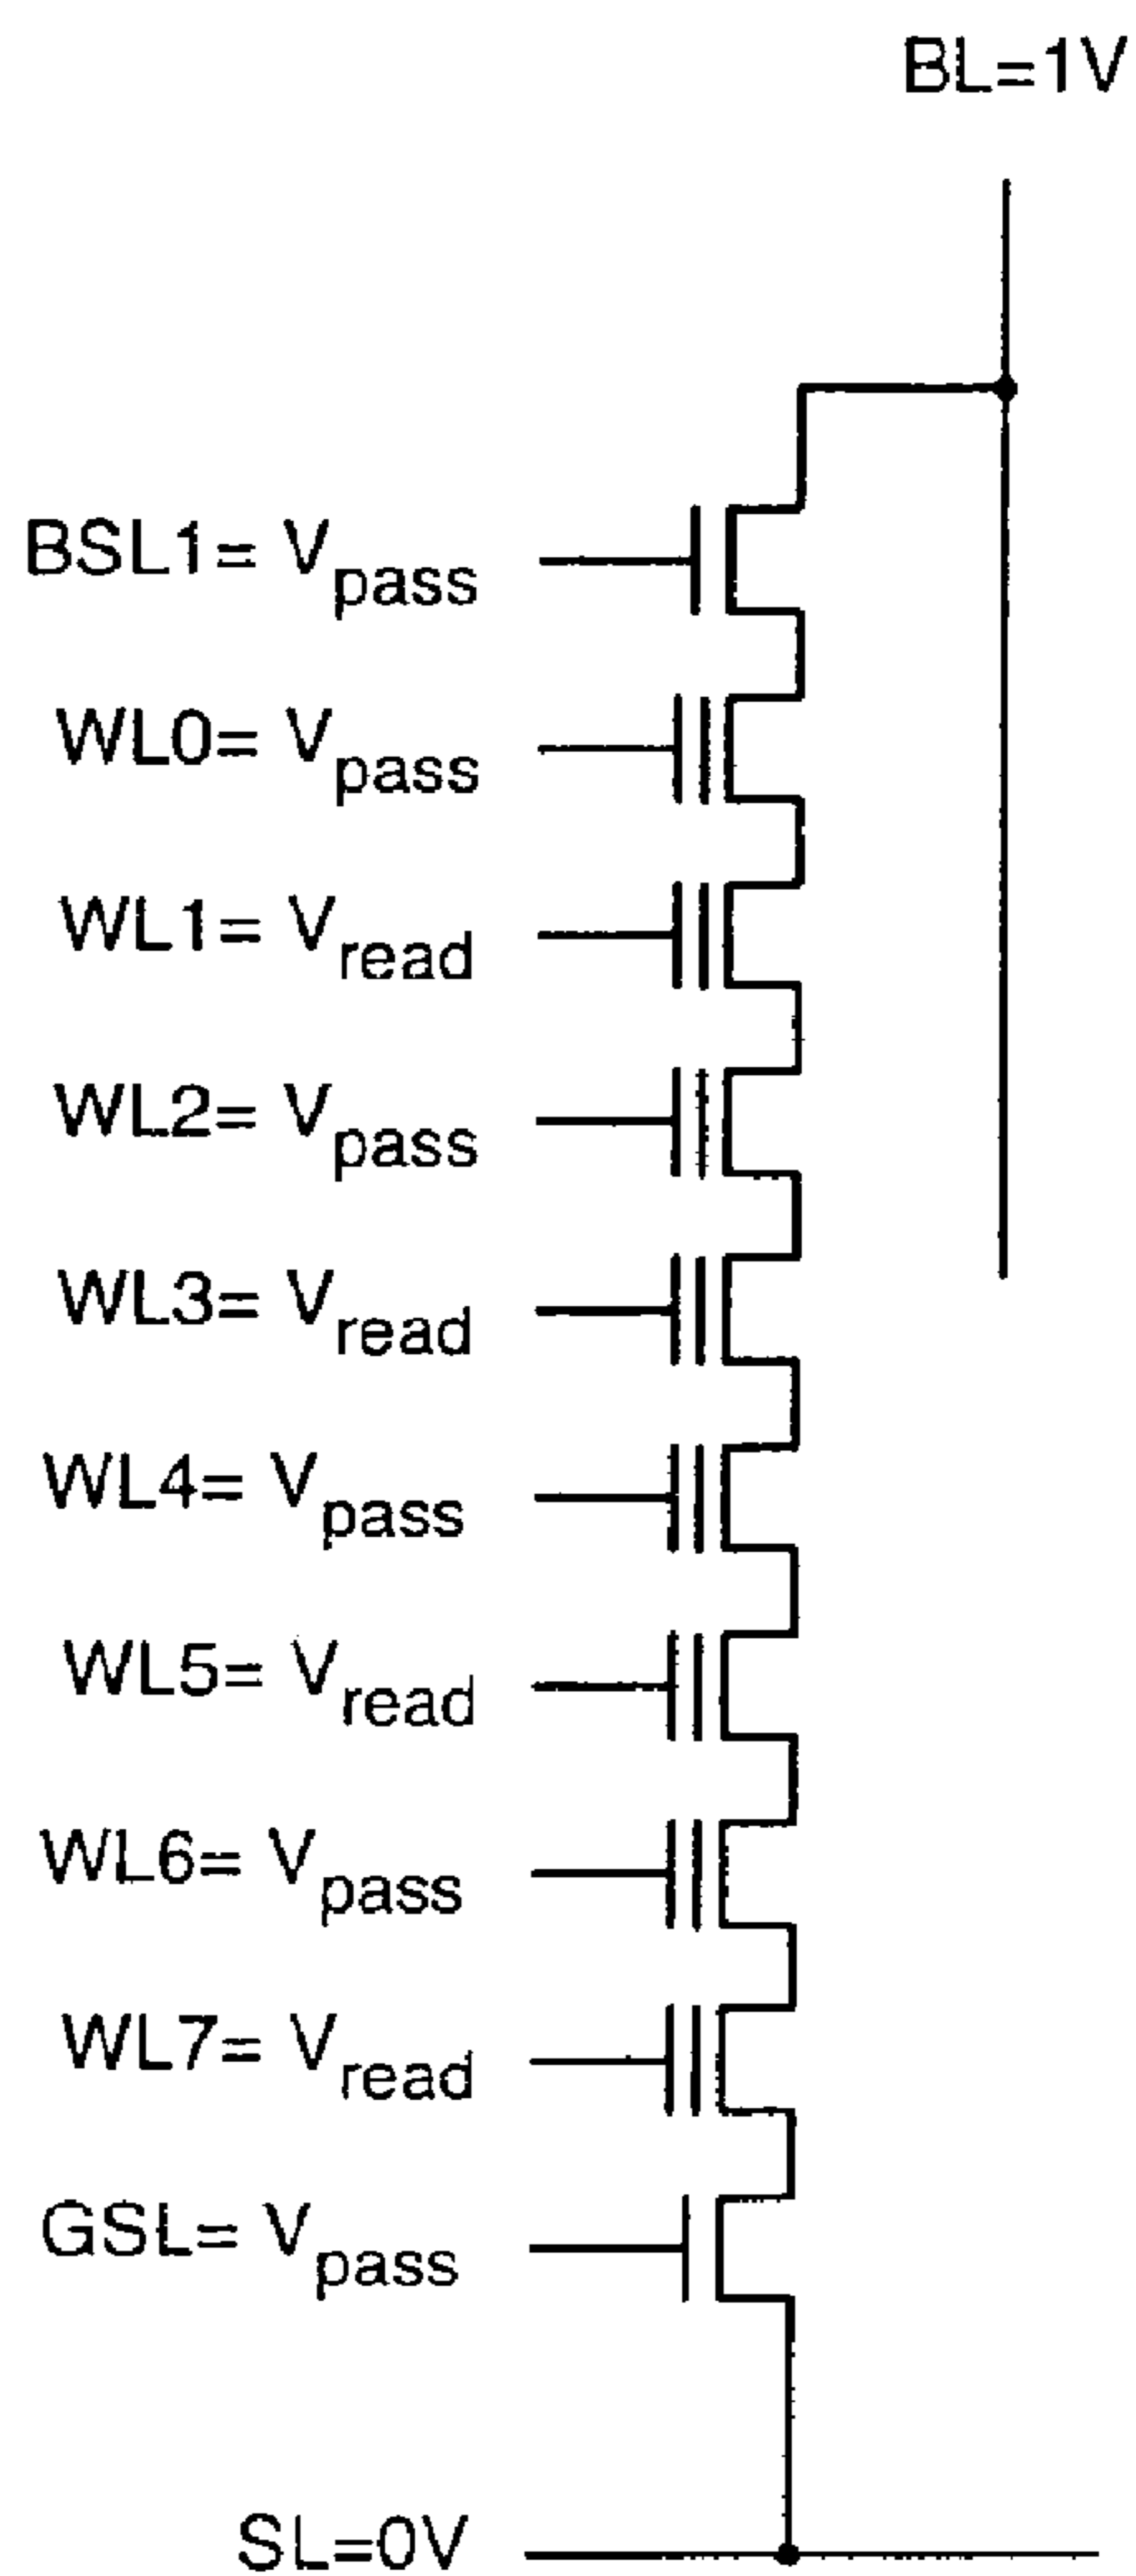 BL=1V
BSL1= Vpass
WL0= Vpass
WL1= Vread
WL2= Vpass
WL3= Vread
WL4= Vpass
WL5= Vread
WL6= Vpass
WL7= Vread
GSL= Vpass
SL=0V